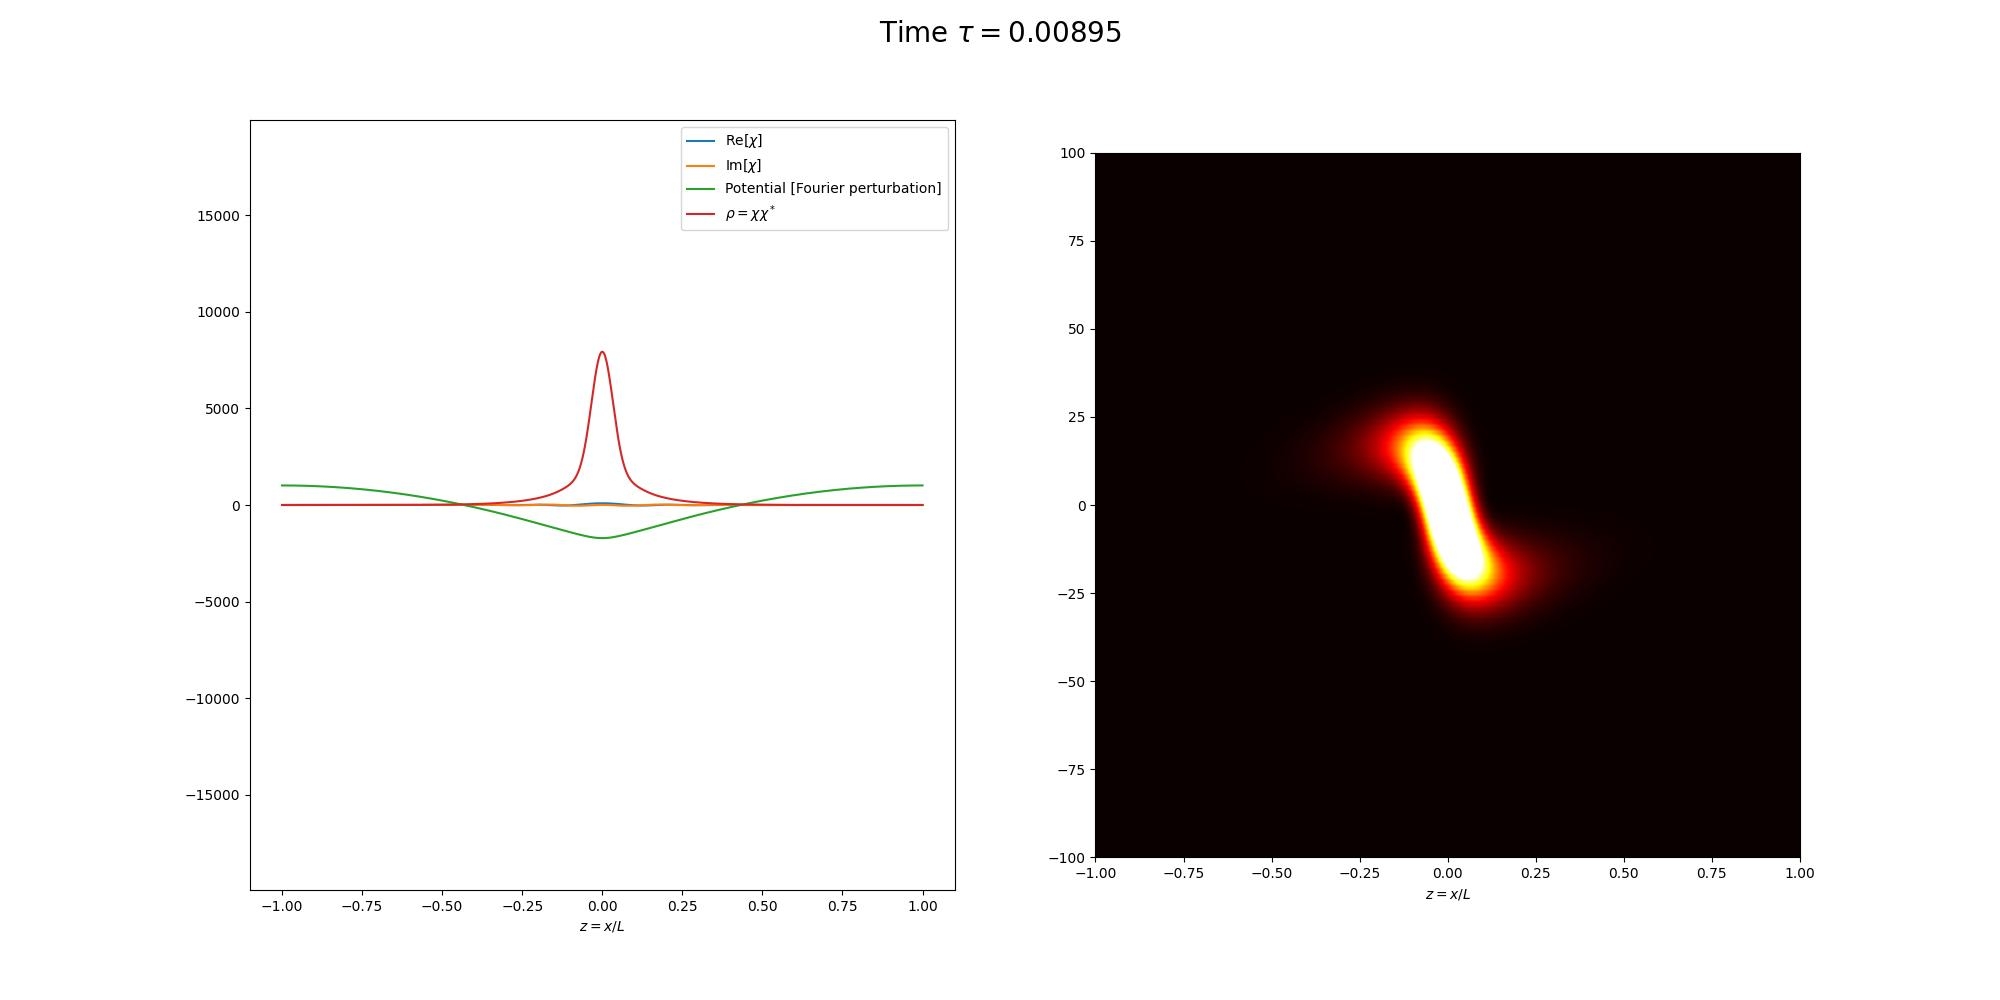 Time τ = 0.00895
Re[χ]
Im[χ]
Potential [Fourier perturbation]
ρ = χχ*
15000
10000
5000
0
−5000
−10000
−15000
−1.00 −0.75 −0.50 −0.25 0.00 0.25 0.50 0.75 1.00
z = x/L
100
75
50
25
0
−25
−50
−75
−100
−1.00 −0.75 −0.50 −0.25 0.00 0.25 0.50 0.75 1.00
z = x/L